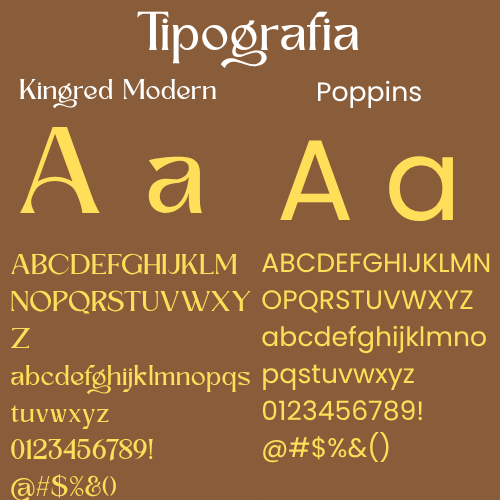 Tipografia
Kingred Modern
Poppins
A a
A a
ABCDEFGHIJKLM
NOPQRSTUVWXY
Z
abcdefghijklmnopqs
tuvwxyz
0123456789!
@#$%&()
ABCDEFGHIJKLMN
OPQRSTUVWXYZ
abcdefghijklmno
pqstuvwxyz
0123456789!
@#$%&()